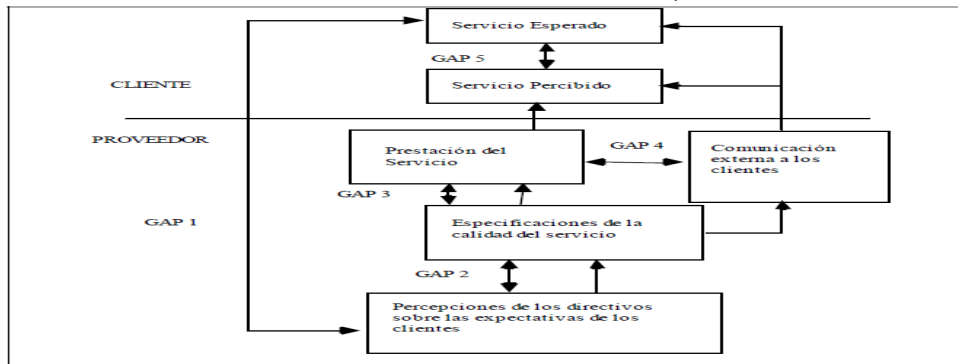 Servicio Esperado
GAP 5
CLIENTE
Servicio Percibido
PROVEEDOR
Prestación del
Servicio
GAP 4
Comunicación
externa a los
clientes
GAP 3
GAP 1
Especificaciones de la
calidad del servicio
GAP 2
Percepciones de los directivos
sobre las expectativas de los
clientes